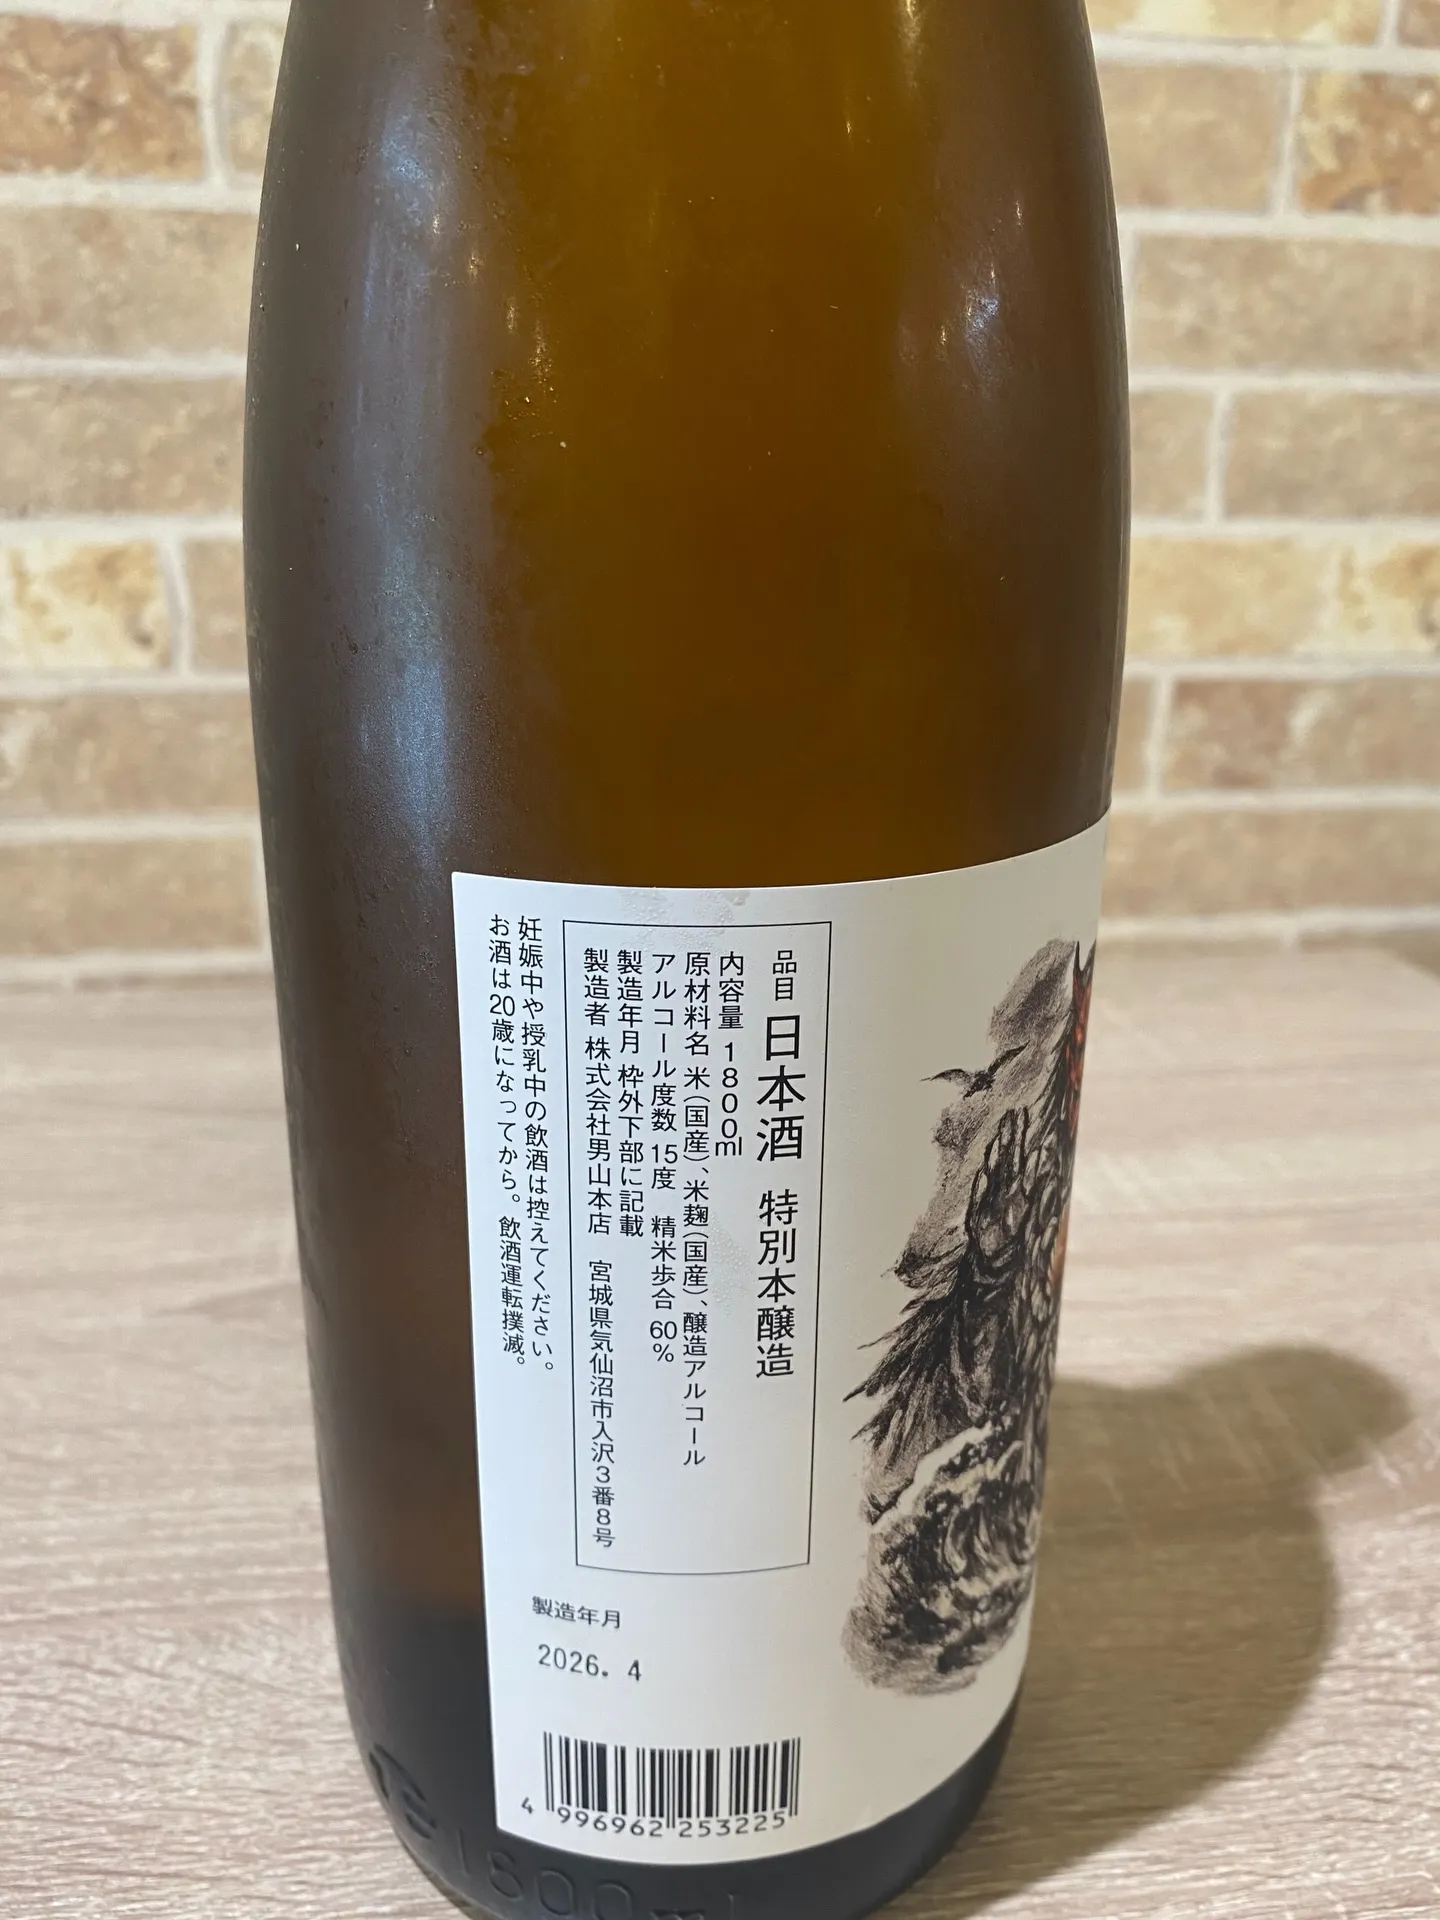 品目 日本酒 特別本醸造
内容量 1800ml
原材料名 米(国産)、米麹(国産)、醸造アルコール
アルコール度数 15度 精米歩合 60%
製造年月 枠外下部に記載
製造者 株式会社男山本店 宮城県気仙沼市入沢3番8号
妊娠中や授乳中の飲酒は控えてください。
お酒は20歳になってから。飲酒運転撲滅。
製造年月
2026. 4
4 996962 253225
1800ml